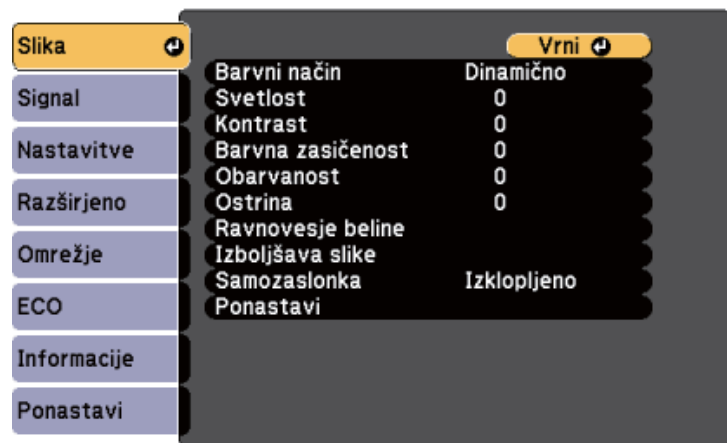 Slika
Signal
Nastavitve
Razširjeno
Omrežje
ECO
Informacije
Ponastavi
Vrni
Barvni način Dinamično
Svetlost 0
Kontrast 0
Barvna zasičenost 0
Obarvanost 0
Ostrina 0
Ravnovesje beline
Izboljšava slike
Samozaslonka Izklopljeno
Ponastavi